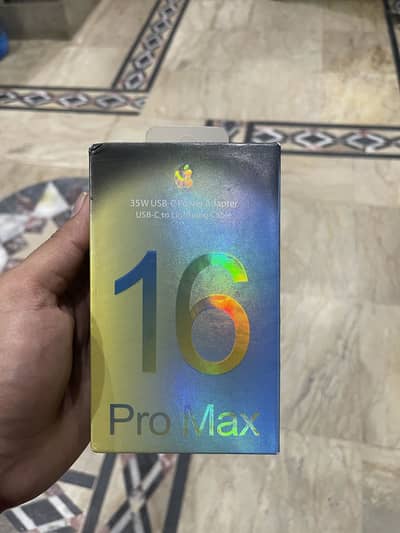 35W USB-C Power Adapter
USB-C to Lightning Cable
16
Pro Max